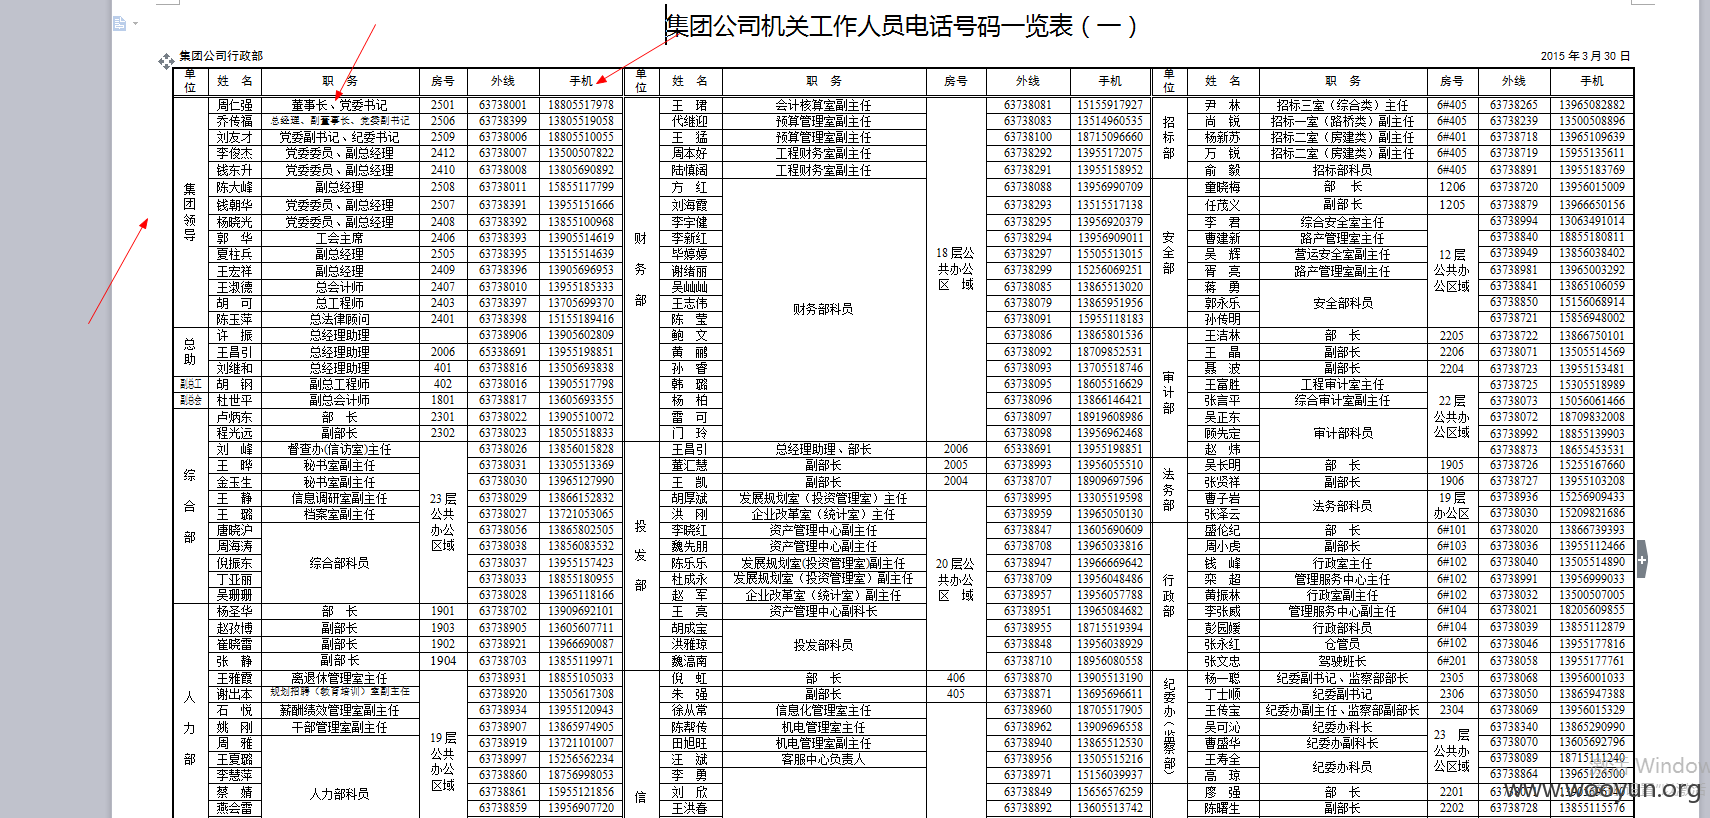 集团公司机关工作人员电话号码一览表（一）
集团公司行政部 2015 年 3 月 30 日
单位 姓 名 职 务 房号 外线 手机
集团领导
周仁强 董事长、党委书记 2501 63738001 18805517978
乔传福 总经理、副董事长、党委副书记 2506 63738399 13805519058
刘友才 党委副书记、纪委书记 2509 63738006 18805510055
李俊杰 党委委员、副总经理 2412 63738007 13500507822
钱东升 党委委员、副总经理 2410 63738008 13805690892
陈大峰 副总经理 2508 63738011 15855117799
钱朝华 党委委员、副总经理 2507 63738391 13955151666
杨晓光 党委委员、副总经理 2408 63738392 13855100968
郭 华 工会主席 2406 63738393 13905514619
夏柱兵 副总经理 2505 63738395 13515514639
王宏祥 副总经理 2409 63738396 13905696953
王淑德 总会计师 2407 63738010 13955185333
胡 可 总工程师 2403 63738397 13705699370
陈玉萍 总法律顾问 2401 63738398 15155189416
总助
许 振 总经理助理 63738906 13905602809
王昌引 总经理助理 2006 65338691 13955198851
刘继和 总经理助理 401 63738816 13505693838
副总工 胡 钢 副总工程师 402 63738016 13905517798
副总会 杜世平 副总会计师 1801 63738817 13605693355
综合部
卢炳东 部 长 2301 63738022 13905510072
程光远 副部长 2302 63738023 18505518833
23 层公共办公区域
刘 峰 督查办(信访室)主任 63738026 13856015828
王 晔 秘书室副主任 63738031 13305513369
金玉生 秘书室副主任 63738030 13965127990
王 静 信息调研室副主任 63738029 13866152832
王 璐 档案室副主任 63738027 13721053065
综合部科员
唐晓沪 63738056 13865802505
周海涛 63738038 13856083532
倪振东 63738037 13955157423
丁亚丽 63738033 18855180955
吴珊珊 63738028 13965118166
人力部
杨圣华 部 长 1901 63738702 13909692101
赵孜博 副部长 1903 63738905 13605607711
崔晓雷 副部长 1902 63738921 13966690087
张 静 副部长 1904 63738703 13855119971
19 层公共办公区域
王雅霞 离退休管理室主任 63738931 18855105033
谢出本 规划招聘（教育培训）室副主任 63738920 13505617308
石 悦 薪酬绩效管理室副主任 63738934 13955120943
姚 刚 干部管理室副主任 63738907 13865974905
人力部科员
周 雅 63738919 13721101007
王夏璐 63738997 15256562234
李慧萍 63738860 18756998053
蔡 婧 63738861 15955121856
燕会雷 63738859 13956907720
单位 姓 名 职 务 房号 外线 手机
财务部
18 层公共办公区 域
王 珺 会计核算室副主任 63738081 15155917927
代继迎 预算管理室副主任 63738083 13514960535
王 猛 预算管理室副主任 63738100 18715096660
周本好 工程财务室副主任 63738292 13955172075
陆慎阔 工程财务室副主任 63738291 13955158952
财务部科员
方 红 63738088 13956990709
刘海霞 63738293 13515517138
李宇健 63738295 13956920379
李新红 63738294 13956909011
毕婷婷 63738297 15505513015
谢绪丽 63738299 15256069251
吴屾屾 63738085 13865513020
王志伟 63738079 13865951956
陈 莹 63738091 15955118183
鲍 文 63738086 13865801536
黄 鹂 63738092 18709852531
孙 睿 63738093 13705518746
韩 璐 63738095 18605516629
杨 柏 63738096 13866146421
雷 可 63738097 18919608986
门 玲 63738098 13956962468
投发部
王昌引 总经理助理、部长 2006 65338691 13955198851
董汇慧 副部长 2005 63738993 13956055510
王 凯 副部长 2004 63738707 18909697596
20 层公共办公区 域
胡厚斌 发展规划室（投资管理室）主任 63738995 13305519598
洪 刚 企业改革室（统计室）主任 63738959 13965050130
李晓红 资产管理中心副主任 63738847 13605690609
魏先朋 资产管理中心副主任 63738708 13965033816
陈乐乐 发展规划室(投资管理室)副主任 63738947 13966669642
杜成永 发展规划室（投资管理室）副主任 63738709 13956048486
赵 军 企业改革室（统计室）副主任 63738957 13956057788
王 亮 资产管理中心副科长 63738951 13965084682
投发部科员
胡成宝 63738955 18715519394
洪雅琼 63738848 13956038929
魏滈南 63738710 18956080558
信
倪 虹 部 长 406 63738870 13905513190
朱 强 副部长 405 63738871 13695696611
徐从常 信息化管理室主任 63738960 18705517905
陈帮传 机电管理室主任 63738962 13909696558
田旭旺 机电管理室副主任 63738940 13865512530
汪 斌 客服中心负责人 63738956 13505515216
李 勇 63738971 15156039937
刘 欣 63738849 15656576259
王洪春 63738892 13605513742
单位 姓 名 职 务 房号 外线 手机
招标部
尹 林 招标三室（综合类）主任 6#405 63738265 13965082882
尚 锐 招标一室（路桥类）副主任 6#405 63738239 13500508896
杨新苏 招标二室（房建类）副主任 6#401 63738718 13965109639
万 锐 招标二室（房建类）副主任 6#405 63738719 15955135611
俞 毅 招标部科员 6#405 63738891 13955183769
安全部
童晓梅 部 长 1206 63738720 13956015009
任茂义 副部长 1205 63738879 13966650156
12 层公共办公区域
李 君 综合安全室主任 63738994 13063491014
曹建新 路产管理室主任 63738840 18855180811
吴 辉 营运安全室副主任 63738949 13856038402
胥 亮 路产管理室副主任 63738981 13965003292
安全部科员
蒋 勇 63738841 13865106059
郭永乐 63738850 15156068914
孙传明 63738721 15856948002
审计部
王洁林 部 长 2205 63738722 13866750101
王 晶 副部长 2206 63738071 13505514569
聂 波 副部长 2204 63738723 13955153481
22 层公共办公区域
王富胜 工程审计室主任 63738725 15305518989
张言平 综合审计室副主任 63738073 15056061466
审计部科员
吴正东 63738072 18709832008
顾先定 63738992 18855139903
赵 炜 63738873 18655453531
法务部
吴长明 部 长 1905 63738726 15255167660
张贤祥 副部长 1906 63738727 13955103208
19 层办公区
法务部科员
曹子岩 63738936 15256909433
张泽云 63738030 15209821686
行政部
盛伦纪 部 长 6#101 63738020 13866739393
周小虎 副部长 6#103 63738036 13955112466
钱 峰 行政室主任 6#102 63738040 13505514890
栾 超 管理服务中心主任 6#102 63738991 13956999033
黄振林 行政室副主任 6#102 63738032 13500507005
李张威 管理服务中心副主任 6#104 63738021 18205609855
彭园媛 行政部科员 6#104 63738039 13855112879
张永红 仓管员 6#102 63738046 13955177816
张文忠 驾驶班长 6#201 63738058 13955177761
纪委办（监察部）
杨一聪 纪委副书记、监察部部长 2305 63738068 13956001033
丁士顺 纪委副书记 2306 63738050 13865947388
王传宝 纪委办副主任、监察部副部长 2304 63738069 13956015329
23 层公共办公区域
吴可沁 纪委办科长 63738340 13865290990
曹盛华 纪委办副科长 63738070 13605692796
纪委办科员
王寿全 63738089 18715111240
高 琼 63738864 13965126500
廖 强 部 长 2201
陈曙生 副部长 2202 63738728 13855115576
www.wooyun.org